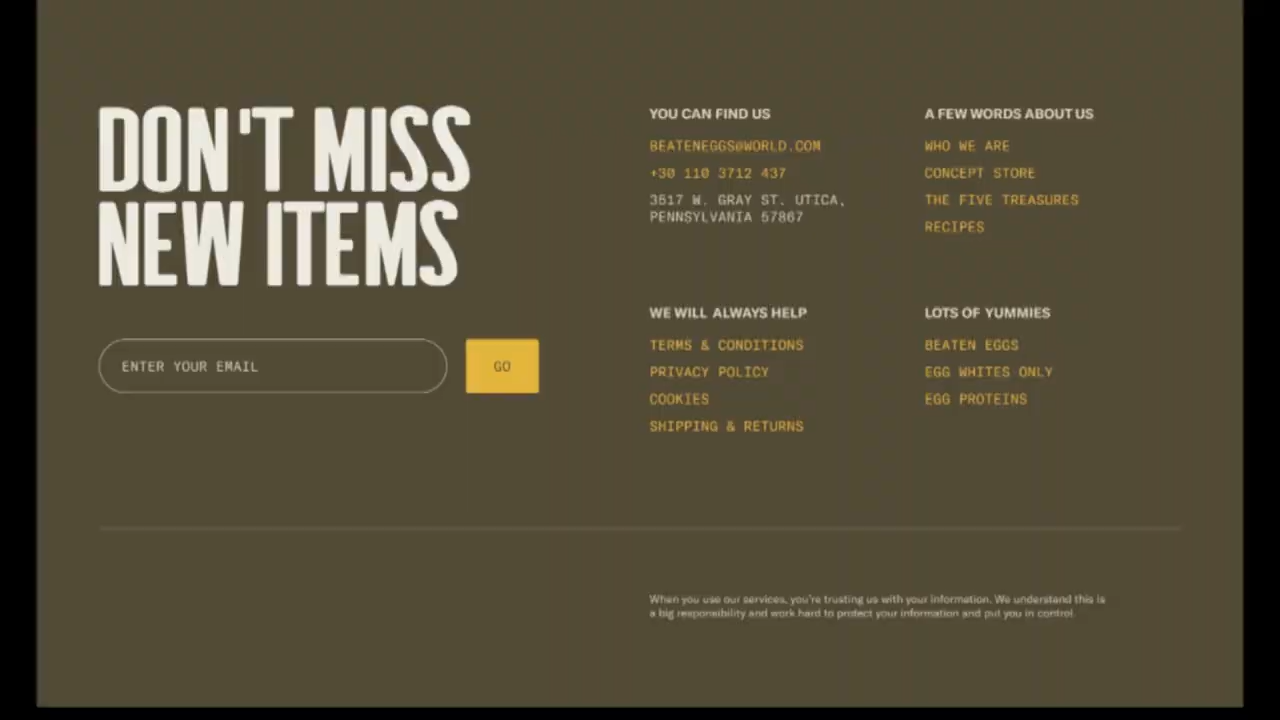 DON'T MISS
NEW ITEMS
ENTER YOUR EMAIL
GO
YOU CAN FIND US
BEATENEGGS@WORLD.COM
+30 110 3712 437
3517 W. GRAY ST. UTICA,
PENNSYLVANIA 57867
A FEW WORDS ABOUT US
WHO WE ARE
CONCEPT STORE
THE FIVE TREASURES
RECIPES
WE WILL ALWAYS HELP
TERMS & CONDITIONS
PRIVACY POLICY
COOKIES
SHIPPING & RETURNS
LOTS OF YUMMIES
BEATEN EGGS
EGG WHITES ONLY
EGG PROTEINS
When you use our services, you're trusting us with your information. We understand this is
a big responsibility and work hard to protect your information and put you in control.